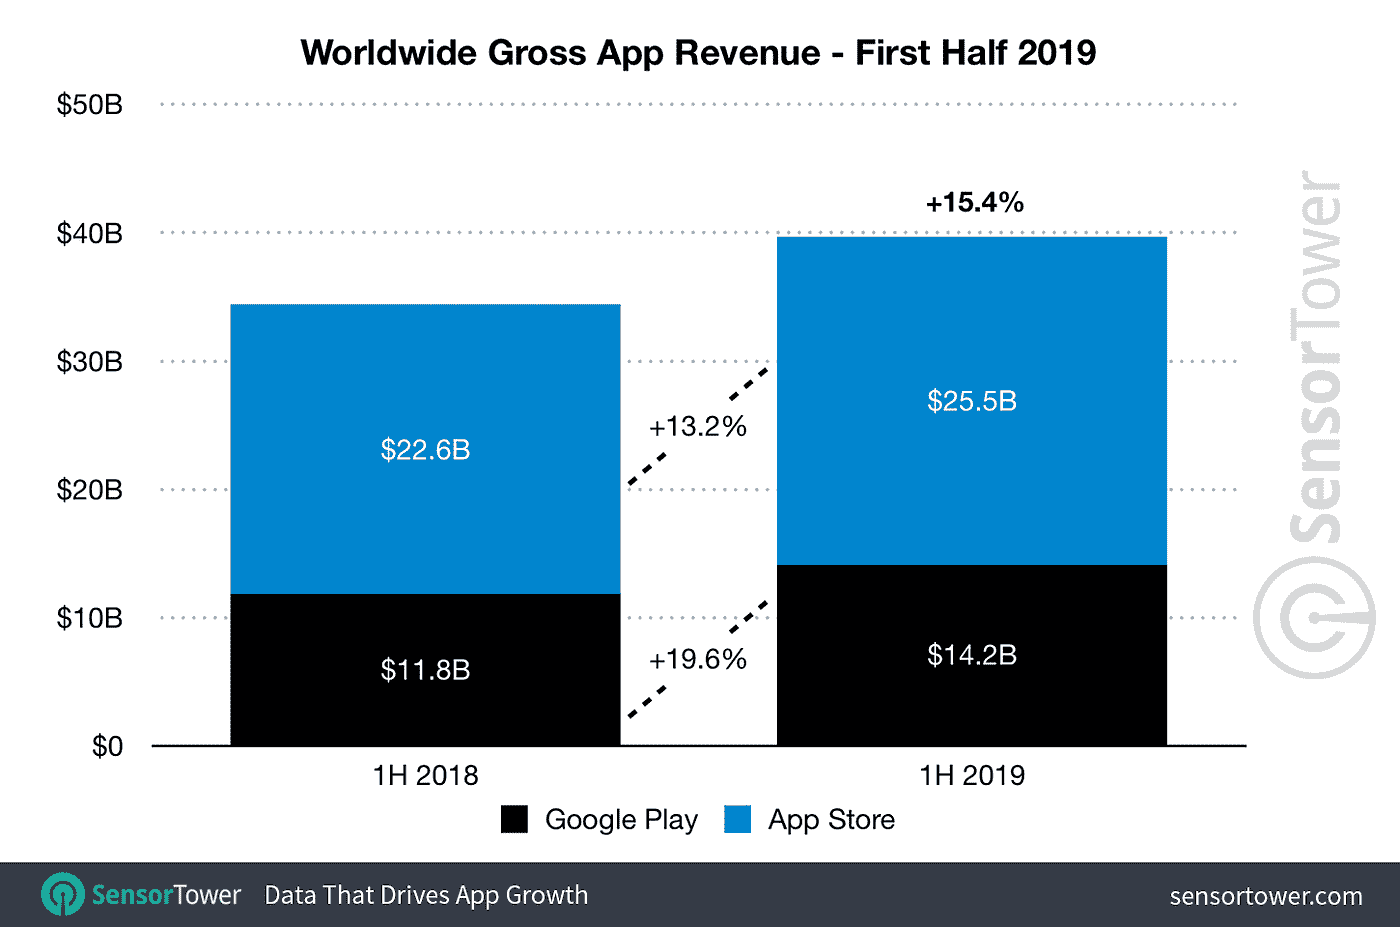 Worldwide Gross App Revenue - First Half 2019
$50B
+15.4%
$40B
$30B
$25.5B
+13.2%
$22.6B
$20B
$10B
+19.6%
$14.2B
$11.8B
$0
1H 2018
1H 2019
Google Play
App Store
SensorTower
SensorTower Data That Drives App Growth
sensortower.com